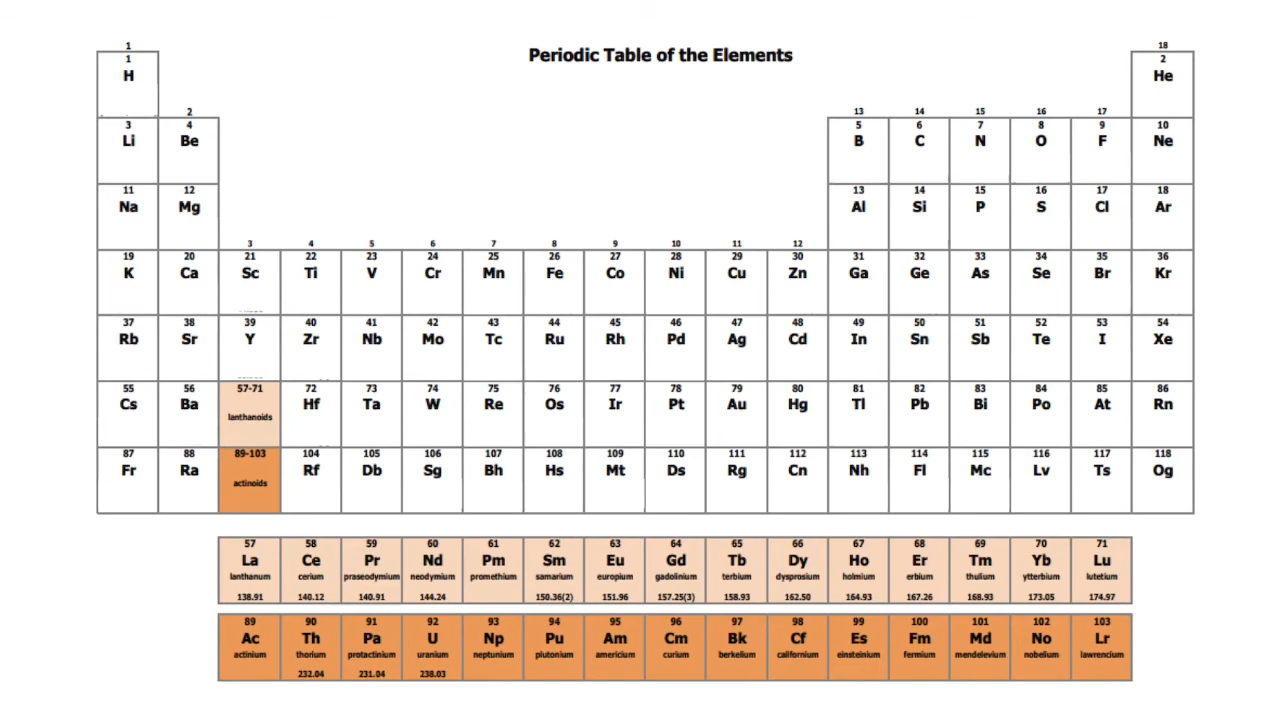 Periodic Table of the Elements
1 18
1 2
H He
2 13 14 15 16 17
3 4 5 6 7 8 9 10
Li Be B C N O F Ne
11 12 13 14 15 16 17 18
Na Mg Al Si P S Cl Ar
3 4 5 6 7 8 9 10 11 12
19 20 21 22 23 24 25 26 27 28 29 30 31 32 33 34 35 36
K Ca Sc Ti V Cr Mn Fe Co Ni Cu Zn Ga Ge As Se Br Kr
37 38 39 40 41 42 43 44 45 46 47 48 49 50 51 52 53 54
Rb Sr Y Zr Nb Mo Tc Ru Rh Pd Ag Cd In Sn Sb Te I Xe
55 56 57-71 72 73 74 75 76 77 78 79 80 81 82 83 84 85 86
Cs Ba lanthanoids Hf Ta W Re Os Ir Pt Au Hg Tl Pb Bi Po At Rn
87 88 89-103 104 105 106 107 108 109 110 111 112 113 114 115 116 117 118
Fr Ra actinoids Rf Db Sg Bh Hs Mt Ds Rg Cn Nh Fl Mc Lv Ts Og
57 58 59 60 61 62 63 64 65 66 67 68 69 70 71
La Ce Pr Nd Pm Sm Eu Gd Tb Dy Ho Er Tm Yb Lu
lanthanum cerium praseodymium neodymium promethium samarium europium gadolinium terbium dysprosium holmium erbium thulium ytterbium lutetium
138.91 140.12 140.91 144.24 150.36(2) 151.96 157.25(3) 158.93 162.50 164.93 167.26 168.93 173.05 174.97
89 90 91 92 93 94 95 96 97 98 99 100 101 102 103
Ac Th Pa U Np Pu Am Cm Bk Cf Es Fm Md No Lr
actinium thorium protactinium uranium neptunium plutonium americium curium berkelium californium einsteinium fermium mendelevium nobelium lawrencium
232.04 231.04 238.03